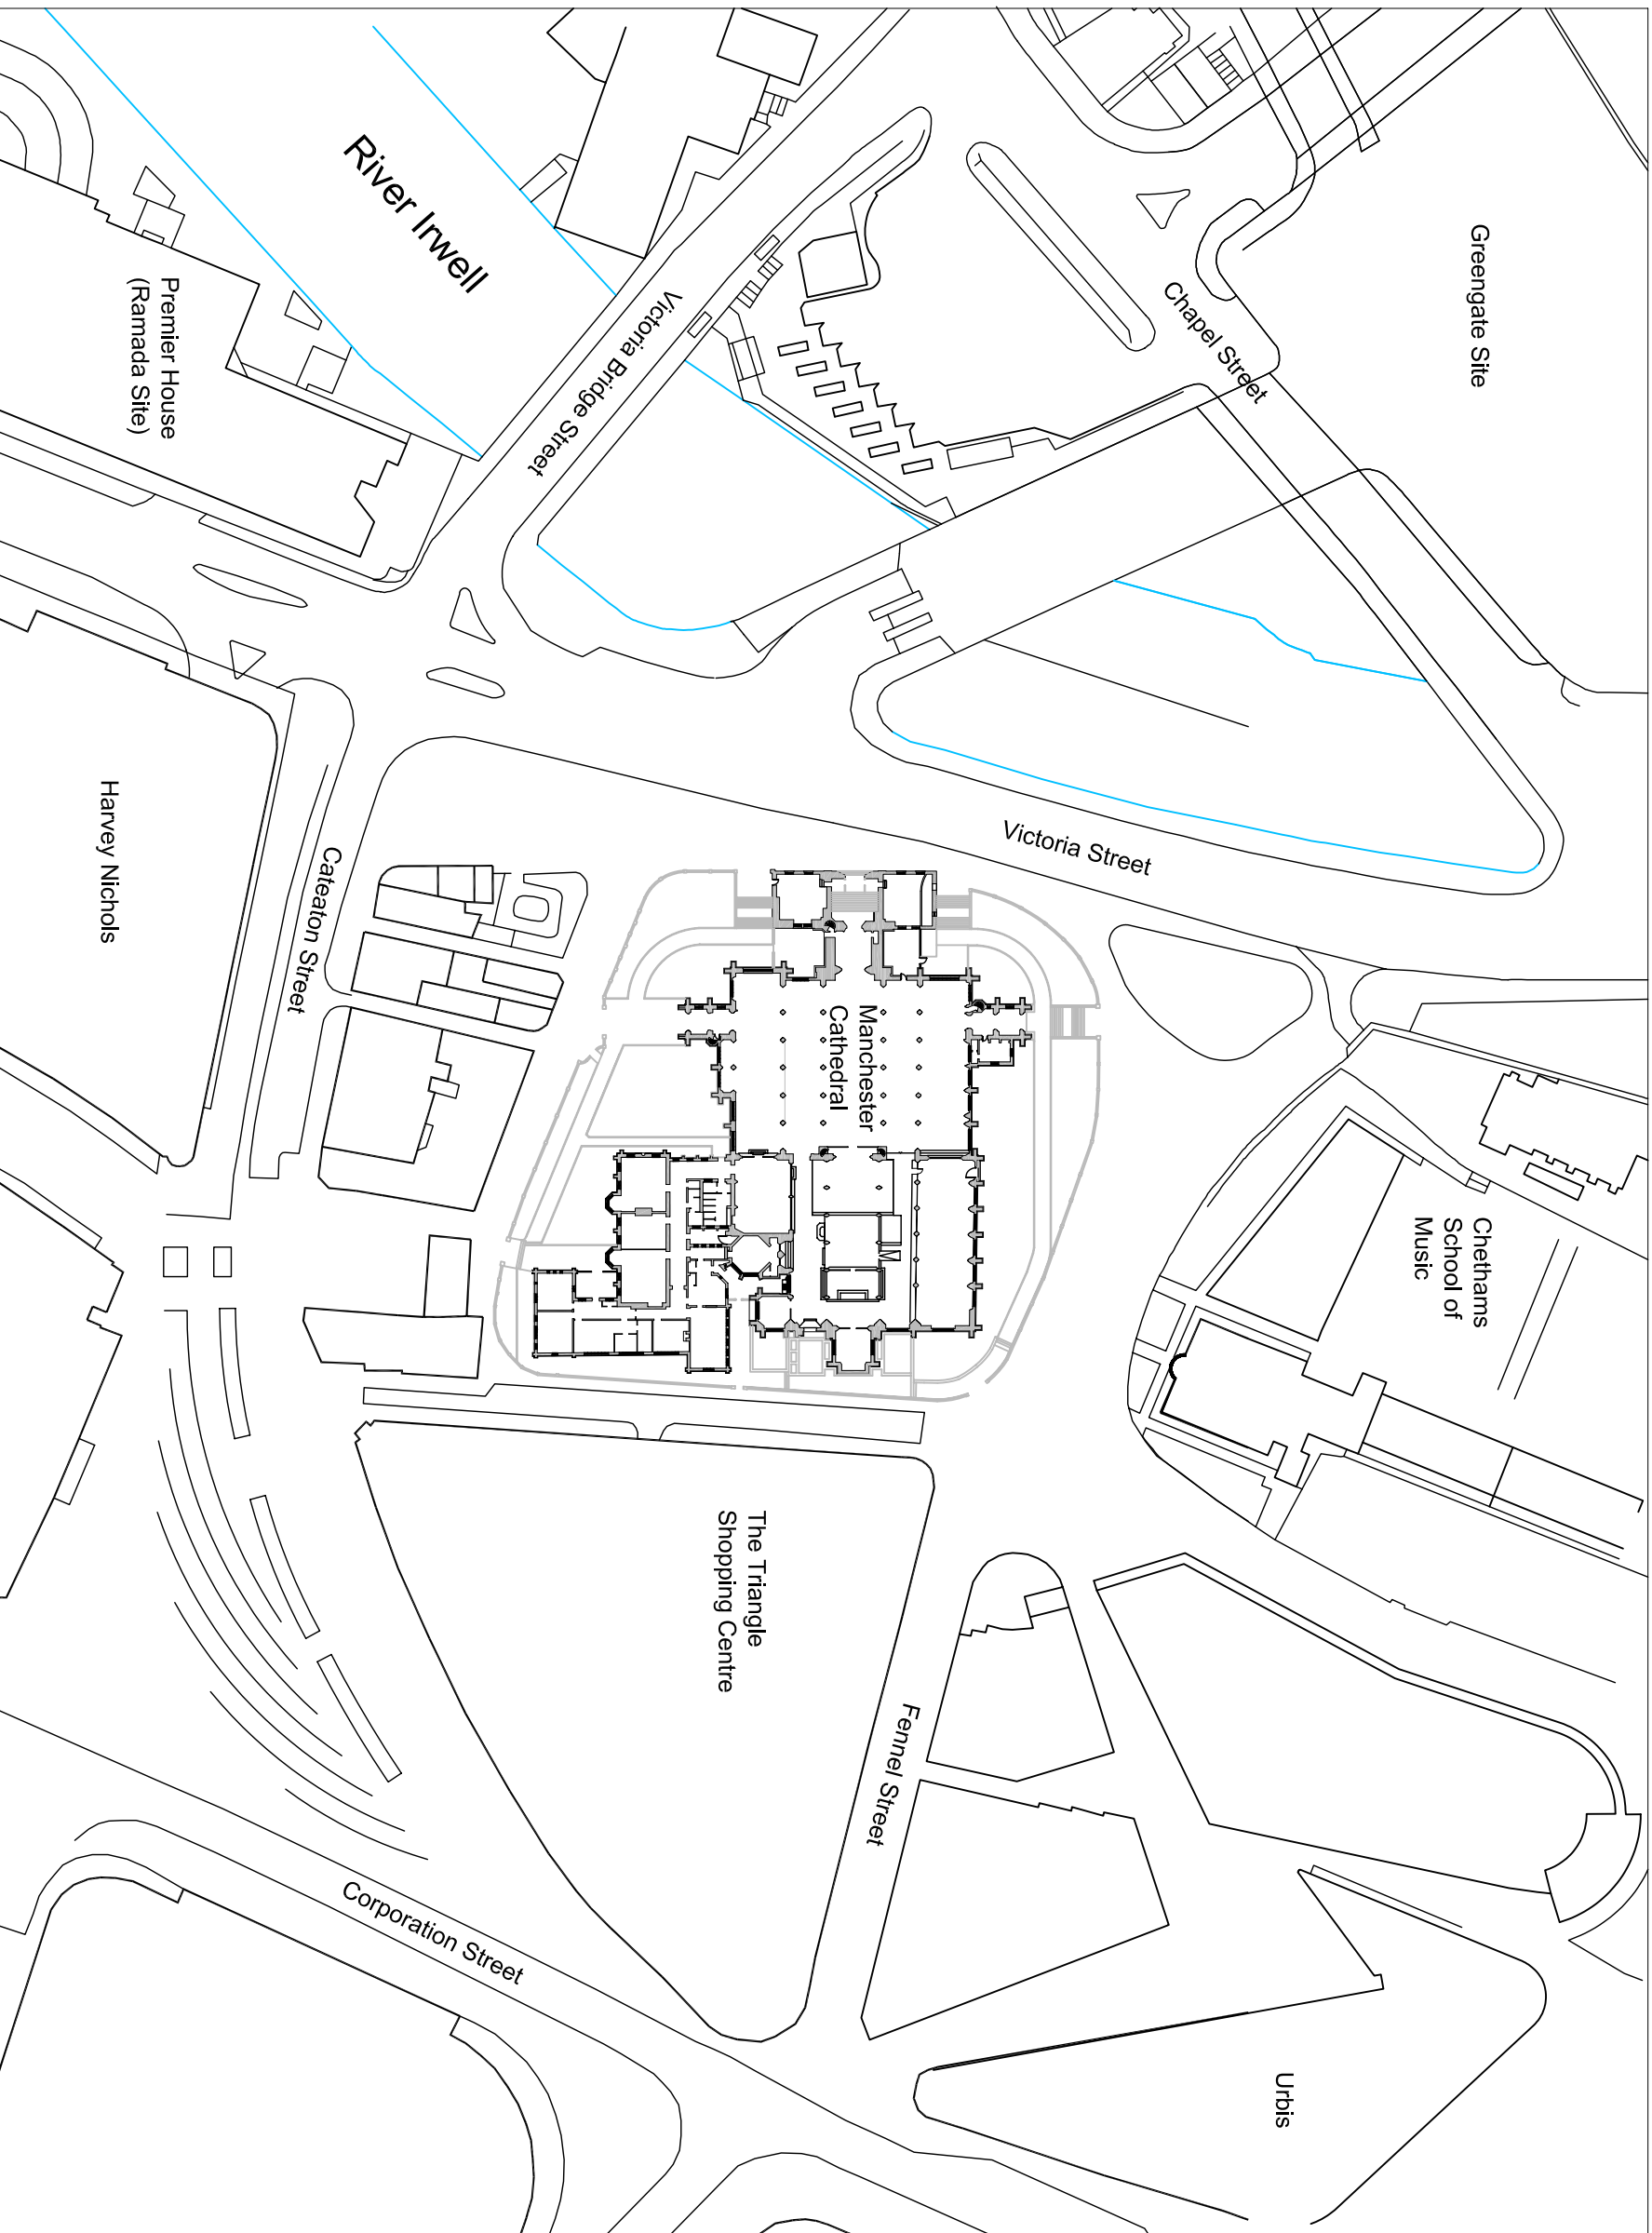 Greengate Site
Chapel Street
River Irwell
Victoria Bridge Street
Premier House
(Ramada Site)
Victoria Street
Harvey Nichols
Cateaton Street
Manchester
Cathedral
Chethams
School of
Music
The Triangle
Shopping Centre
Fennel Street
Corporation Street
Urbis